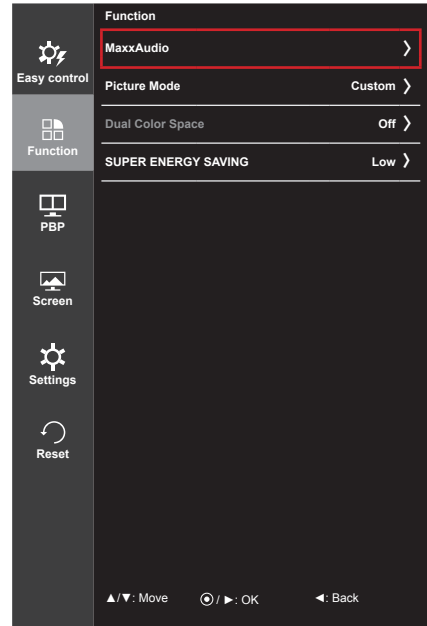 Function
MaxxAudio
Picture Mode Custom
Dual Color Space Off
SUPER ENERGY SAVING Low
Easy control
Function
PBP
Screen
Settings
Reset
▲/▼: Move ⦿ / ►: OK ◄: Back